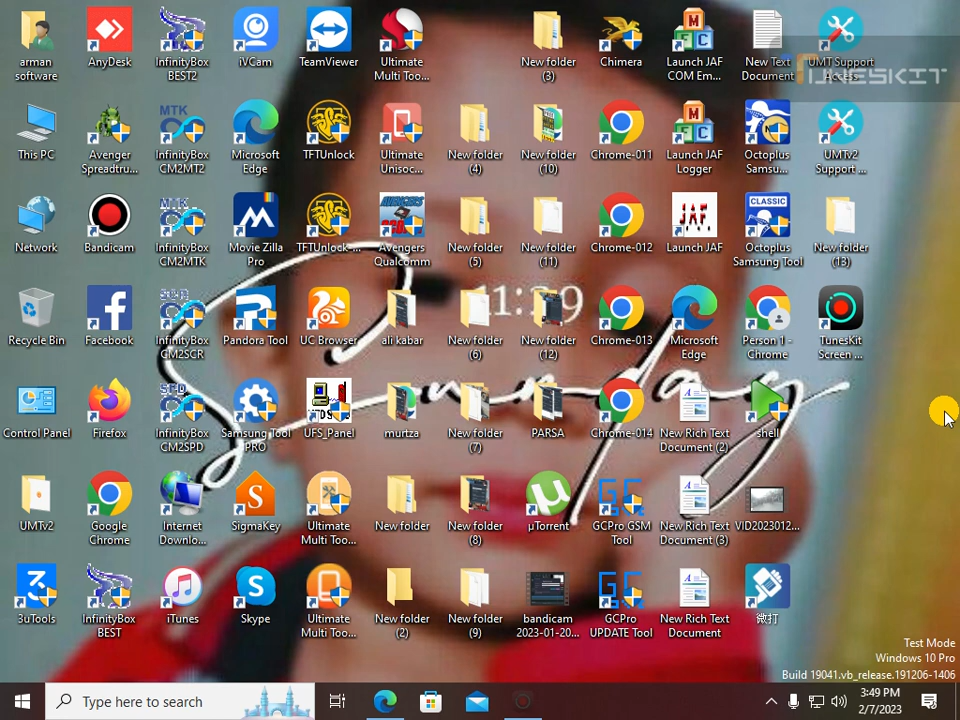 arman
software
AnyDesk
InfinityBox
BEST2
iVCam
TeamViewer
Ultimate
Multi Too...
New folder
(3)
Chimera
Launch JAF
COM Em...
New Text
Document
UMT Support
Access
TUNESKIT
This PC
Avenger
Spreadtru...
MTK
InfinityBox
CM2MT2
Microsoft
Edge
TFTUnlock
Ultimate
Unisoc...
New folder
(4)
New folder
(10)
Chrome-011
Launch JAF
Logger
Octoplus
Samsu...
UMTv2
Support ...
Network
Bandicam
MTK
InfinityBox
CM2MTK
Movie Zilla
Pro
TFTUnlock-...
Avengers
Qualcomm
New folder
(5)
New folder
(11)
Chrome-012
JAF
Launch JAF
CLASSIC
Octoplus
Samsung Tool
New folder
(13)
11:39
Sunday
Recycle Bin
Facebook
SCR
InfinityBox
CM2SCR
Pandora Tool
UC Browser
ali kabar
New folder
(6)
New folder
(12)
Chrome-013
Microsoft
Edge
Person 1 -
Chrome
TunesKit
Screen ...
Control Panel
Firefox
SPD
InfinityBox
CM2SPD
Samsung Tool
PRO
UFS_Panel
murtza
New folder
(7)
PARSA
Chrome-014
New Rich Text
Document (2)
shell
UMTv2
Google
Chrome
Internet
Downlo...
SigmaKey
Ultimate
Multi Too...
New folder
New folder
(8)
µTorrent
GCPro GSM
Tool
New Rich Text
Document (3)
VID2023012...
3uTools
InfinityBox
BEST
iTunes
Skype
Ultimate
Multi Too...
New folder
(2)
New folder
(9)
bandicam
2023-01-20...
GCPro
UPDATE Tool
New Rich Text
Document
微打
Test Mode
Windows 10 Pro
Build 19041.vb_release.191206-1406
Type here to search
3:49 PM
2/7/2023